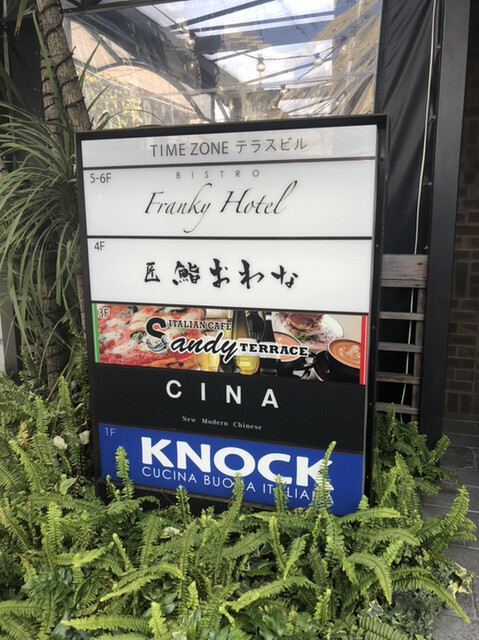 TIME ZONE テラスビル
5-6F
BISTRO
Franky Hotel
4F
匠 鮨 おわな
3F
ITALIAN CAFÉ
Sandy TERRACE
CINA
New Modern Chinese
1F
KNOCK
CUCINA BUONA ITALIANA